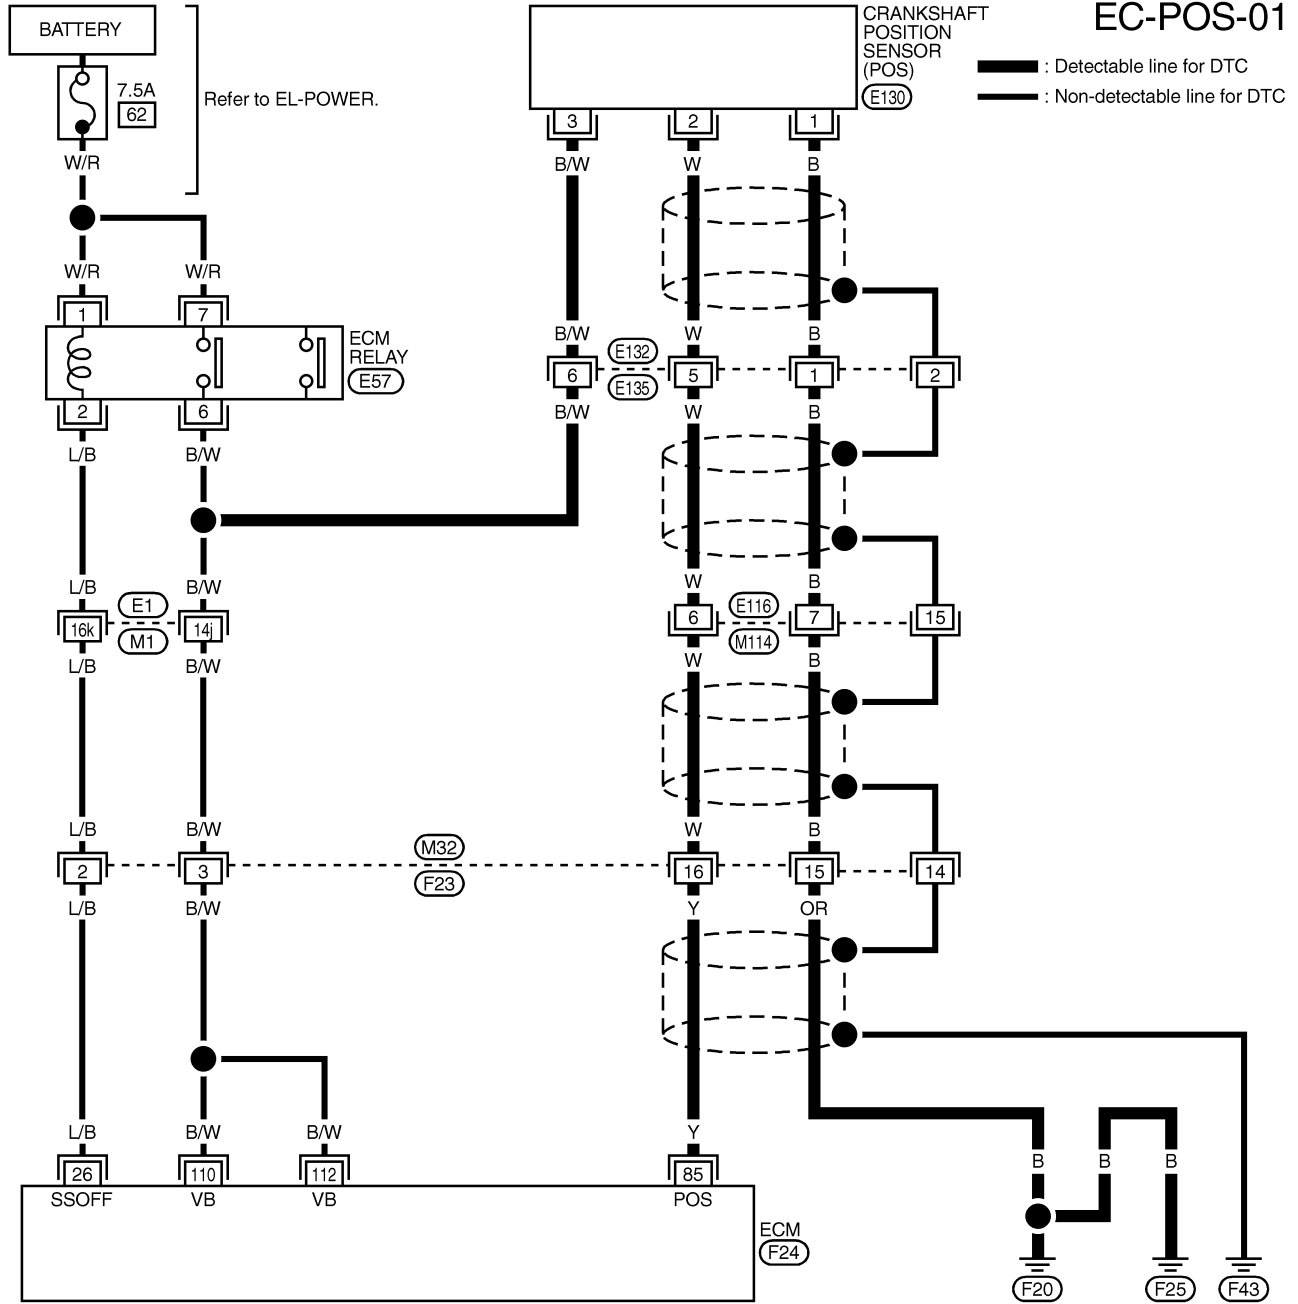 BATTERY
7.5A
62
Refer to EL-POWER.
W/R
W/R
W/R
1
7
ECM
RELAY
E57
2
6
L/B
B/W
L/B
B/W
16k
E1
M1
14j
L/B
B/W
L/B
B/W
2
3
M32
F23
L/B
B/W
L/B
B/W
B/W
26
110
112
SSOFF
VB
VB
CRANKSHAFT
POSITION
SENSOR
(POS)
E130
EC-POS-01
: Detectable line for DTC
: Non-detectable line for DTC
3
2
1
B/W
W
B
B/W
W
B
6
E132
E135
5
1
2
B/W
W
B
W
B
6
E116
M114
7
15
W
B
W
B
16
15
14
Y
OR
Y
85
POS
ECM
F24
B
B
B
F20
F25
F43